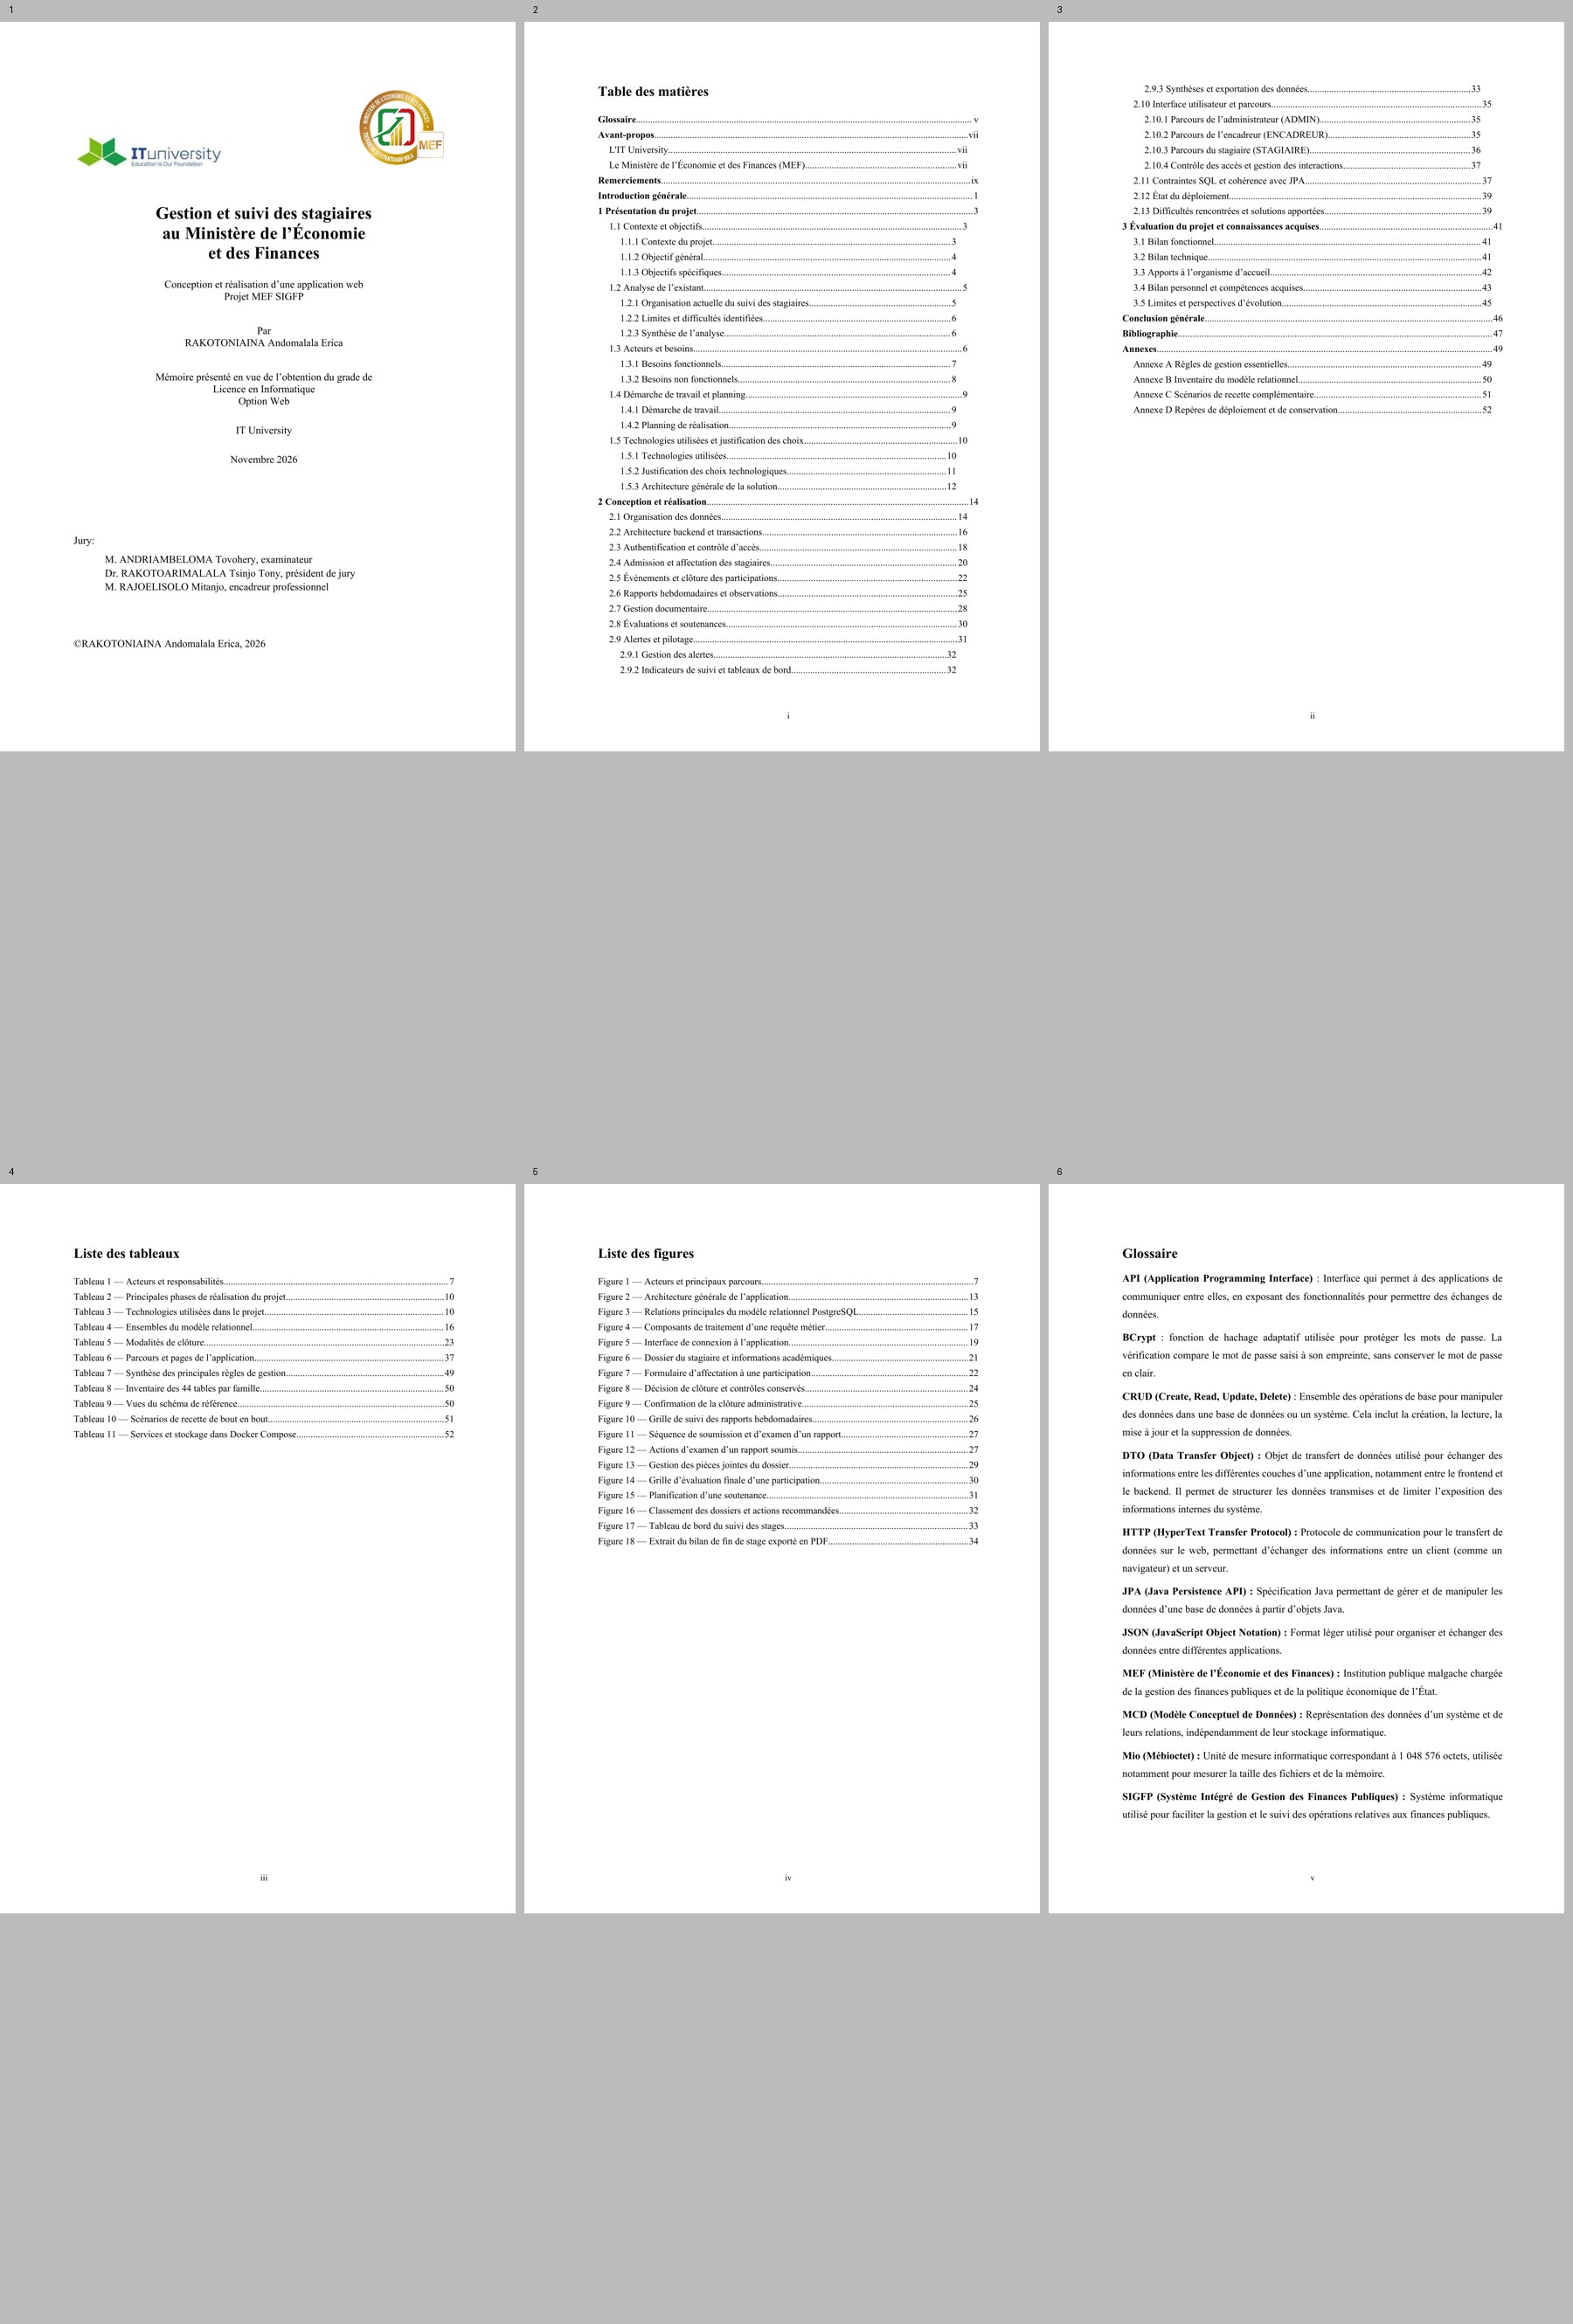 1
ITuniversity
Education is Our Foundation
MINISTÈRE DE L'ÉCONOMIE ET DES FINANCES
MEF
Gestion et suivi des stagiaires
au Ministère de l’Économie
et des Finances
Conception et réalisation d’une application web
Projet MEF SIGFP
Par
RAKOTONIAINA Andomalala Erica
Mémoire présenté en vue de l’obtention du grade de
Licence en Informatique
Option Web
IT University
Novembre 2026
Jury:
M. ANDRIAMBELOMA Tovohery, examinateur
Dr. RAKOTOARIMALALA Tsinjo Tony, président de jury
M. RAJOELISOLO Mitanjo, encadreur professionnel
©RAKOTONIAINA Andomalala Erica, 2026
2
Table des matières
Glossaire.......... v
Avant-propos..........vii
L'IT University.......... vii
Le Ministère de l’Économie et des Finances (MEF)..........vii
Remerciements..........ix
Introduction générale.......... 1
1 Présentation du projet.......... 3
1.1 Contexte et objectifs.......... 3
1.1.1 Contexte du projet.......... 3
1.1.2 Objectif général.......... 4
1.1.3 Objectifs spécifiques.......... 4
1.2 Analyse de l’existant.......... 5
1.2.1 Organisation actuelle du suivi des stagiaires.......... 5
1.2.2 Limites et difficultés identifiées.......... 6
1.2.3 Synthèse de l’analyse.......... 6
1.3 Acteurs et besoins..........6
1.3.1 Besoins fonctionnels.......... 7
1.3.2 Besoins non fonctionnels.......... 8
1.4 Démarche de travail et planning..........9
1.4.1 Démarche de travail.......... 9
1.4.2 Planning de réalisation..........9
1.5 Technologies utilisées et justification des choix..........10
1.5.1 Technologies utilisées..........10
1.5.2 Justification des choix technologiques..........11
1.5.3 Architecture générale de la solution..........12
2 Conception et réalisation..........14
2.1 Organisation des données.......... 14
2.2 Architecture backend et transactions..........16
2.3 Authentification et contrôle d’accès..........18
2.4 Admission et affectation des stagiaires..........20
2.5 Événements et clôture des participations..........22
2.6 Rapports hebdomadaires et observations..........25
2.7 Gestion documentaire..........28
2.8 Évaluations et soutenances..........30
2.9 Alertes et pilotage..........31
2.9.1 Gestion des alertes..........32
2.9.2 Indicateurs de suivi et tableaux de bord..........32
i
3
2.9.3 Synthèses et exportation des données..........33
2.10 Interface utilisateur et parcours..........35
2.10.1 Parcours de l’administrateur (ADMIN)..........35
2.10.2 Parcours de l’encadreur (ENCADREUR)..........35
2.10.3 Parcours du stagiaire (STAGIAIRE)..........36
2.10.4 Contrôle des accès et gestion des interactions..........37
2.11 Contraintes SQL et cohérence avec JPA..........37
2.12 État du déploiement..........39
2.13 Difficultés rencontrées et solutions apportées..........39
3 Évaluation du projet et connaissances acquises..........41
3.1 Bilan fonctionnel..........41
3.2 Bilan technique..........41
3.3 Apports à l’organisme d’accueil..........42
3.4 Bilan personnel et compétences acquises..........43
3.5 Limites et perspectives d’évolution..........45
Conclusion générale..........46
Bibliographie..........47
Annexes..........49
Annexe A Règles de gestion essentielles..........49
Annexe B Inventaire du modèle relationnel..........50
Annexe C Scénarios de recette complémentaire..........51
Annexe D Repères de déploiement et de conservation..........52
ii
4
Liste des tableaux
Tableau 1 — Acteurs et responsabilités.......... 7
Tableau 2 — Principales phases de réalisation du projet..........10
Tableau 3 — Technologies utilisées dans le projet..........10
Tableau 4 — Ensembles du modèle relationnel..........16
Tableau 5 — Modalités de clôture..........23
Tableau 6 — Parcours et pages de l’application..........37
Tableau 7 — Synthèse des principales règles de gestion..........49
Tableau 8 — Inventaire des 44 tables par famille..........50
Tableau 9 — Vues du schéma de référence..........50
Tableau 10 — Scénarios de recette de bout en bout..........51
Tableau 11 — Services et stockage dans Docker Compose..........52
iii
5
Liste des figures
Figure 1 — Acteurs et principaux parcours..........7
Figure 2 — Architecture générale de l’application..........13
Figure 3 — Relations principales du modèle relationnel PostgreSQL..........15
Figure 4 — Composants de traitement d’une requête métier..........17
Figure 5 — Interface de connexion à l’application..........19
Figure 6 — Dossier du stagiaire et informations académiques..........21
Figure 7 — Formulaire d’affectation à une participation..........22
Figure 8 — Décision de clôture et contrôles conservés..........24
Figure 9 — Confirmation de la clôture administrative..........25
Figure 10 — Grille de suivi des rapports hebdomadaires..........26
Figure 11 — Séquence de soumission et d’examen d’un rapport..........27
Figure 12 — Actions d’examen d’un rapport soumis..........27
Figure 13 — Gestion des pièces jointes du dossier..........29
Figure 14 — Grille d’évaluation finale d’une participation..........30
Figure 15 — Planification d’une soutenance..........31
Figure 16 — Classement des dossiers et actions recommandées..........32
Figure 17 — Tableau de bord du suivi des stages..........33
Figure 18 — Extrait du bilan de fin de stage exporté en PDF..........34
iv
6
Glossaire
API (Application Programming Interface) : Interface qui permet à des applications de
communiquer entre elles, en exposant des fonctionnalités pour permettre des échanges de
données.
BCrypt : fonction de hachage adaptatif utilisée pour protéger les mots de passe. La
vérification compare le mot de passe saisi à son empreinte, sans conserver le mot de passe
en clair.
CRUD (Create, Read, Update, Delete) : Ensemble des opérations de base pour manipuler
des données dans une base de données ou un système. Cela inclut la création, la lecture, la
mise à jour et la suppression de données.
DTO (Data Transfer Object) : Objet de transfert de données utilisé pour échanger des
informations entre les différentes couches d’une application, notamment entre le frontend et
le backend. Il permet de structurer les données transmises et de limiter l’exposition des
informations internes du système.
HTTP (HyperText Transfer Protocol) : Protocole de communication pour le transfert de
données sur le web, permettant d’échanger des informations entre un client (comme un
navigateur) et un serveur.
JPA (Java Persistence API) : Spécification Java permettant de gérer et de manipuler les
données d’une base de données à partir d’objets Java.
JSON (JavaScript Object Notation) : Format léger utilisé pour organiser et échanger des
données entre différentes applications.
MEF (Ministère de l’Économie et des Finances) : Institution publique malgache chargée
de la gestion des finances publiques et de la politique économique de l’État.
MCD (Modèle Conceptuel de Données) : Représentation des données d’un système et de
leurs relations, indépendamment de leur stockage informatique.
Mio (Mébioctet) : Unité de mesure informatique correspondant à 1 048 576 octets, utilisée
notamment pour mesurer la taille des fichiers et de la mémoire.
SIGFP (Système Intégré de Gestion des Finances Publiques) : Système informatique
utilisé pour faciliter la gestion et le suivi des opérations relatives aux finances publiques.
v